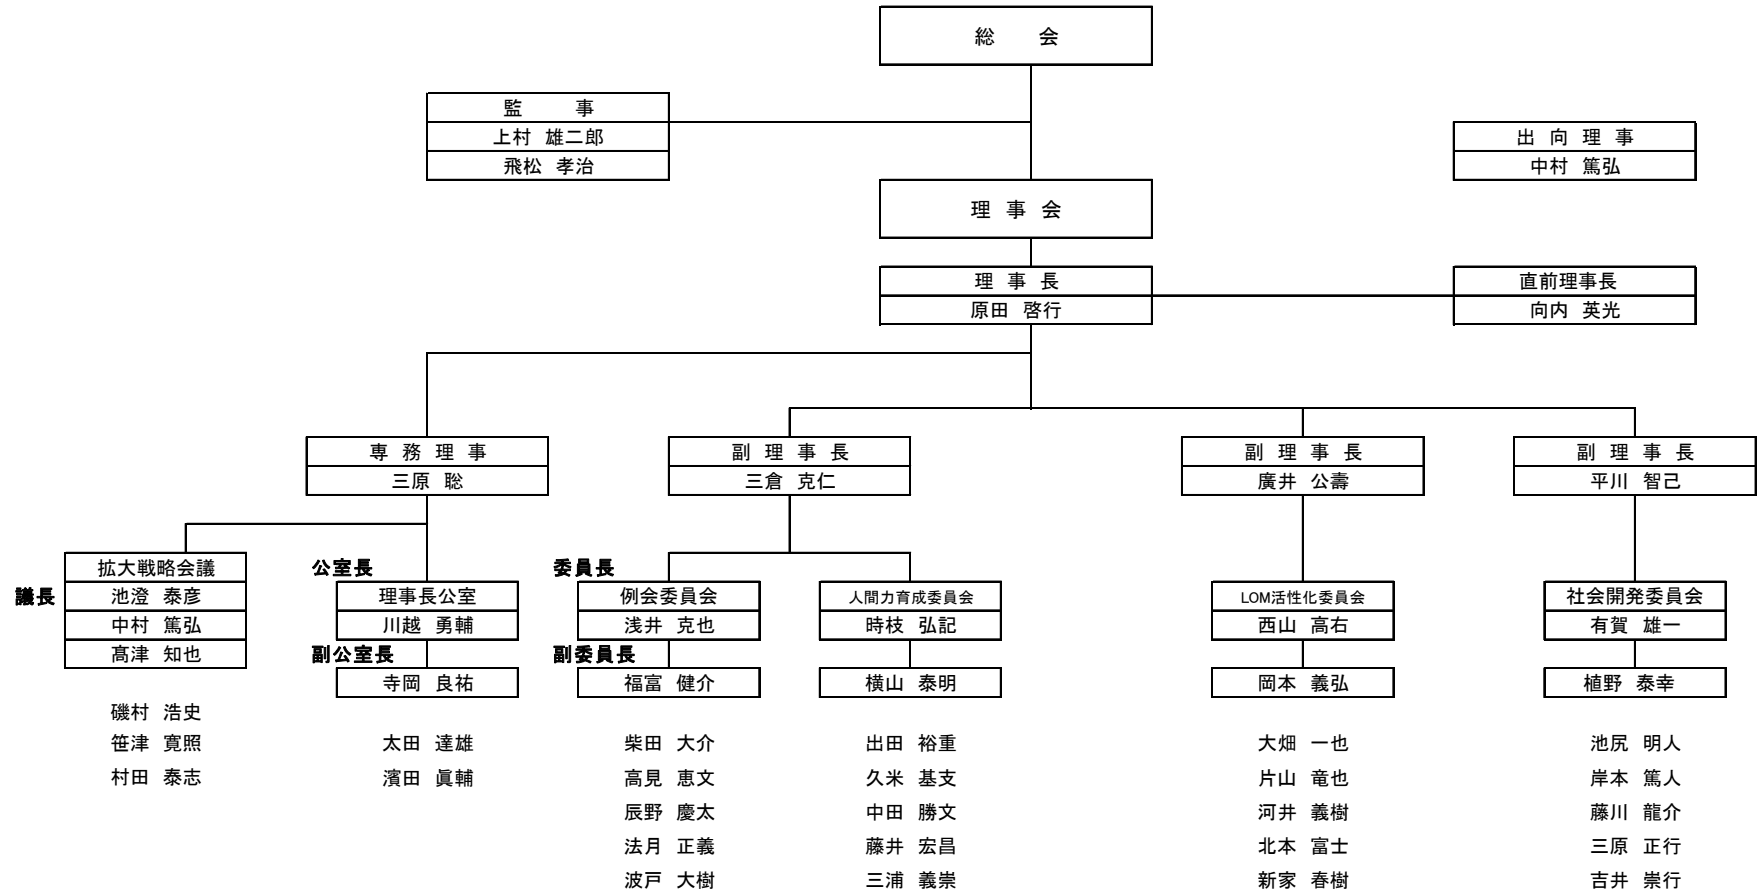 総　会
監　事
上村 雄二郎
飛松 孝治
出 向 理 事
中村 篤弘
理 事 会
理 事 長
原田 啓行
直前理事長
向内 英光
専 務 理 事
三原 聡
副 理 事 長
三倉 克仁
副 理 事 長
廣井 公壽
副 理 事 長
平川 智己
議長
拡大戦略会議
池澄 泰彦
中村 篤弘
髙津 知也
磯村 浩史
笹津 寛照
村田 泰志
公室長
理事長公室
川越 勇輔
副公室長
寺岡 良祐
太田 達雄
濱田 眞輔
委員長
例会委員会
浅井 克也
副委員長
福富 健介
柴田 大介
高見 恵文
辰野 慶太
法月 正義
波戸 大樹
人間力育成委員会
時枝 弘記
横山 泰明
出田 裕重
久米 基支
中田 勝文
藤井 宏昌
三浦 義崇
LOM活性化委員会
西山 高右
岡本 義弘
大畑 一也
片山 竜也
河井 義樹
北本 富士
新家 春樹
社会開発委員会
有賀 雄一
植野 泰幸
池尻 明人
岸本 篤人
藤川 龍介
三原 正行
吉井 崇行